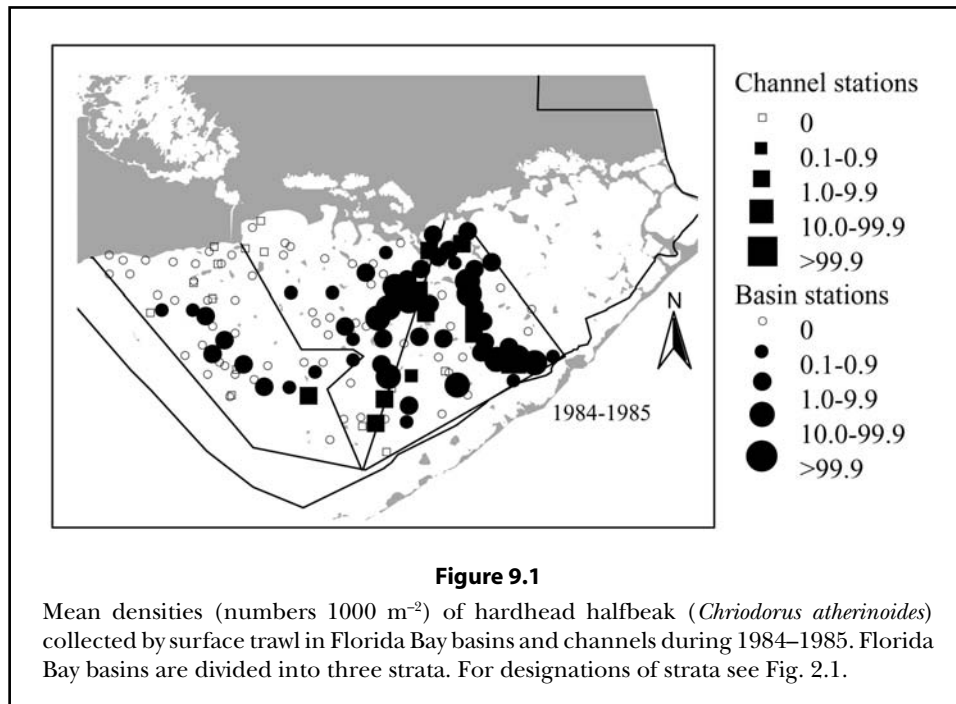 Channel stations
0
0.1-0.9
1.0-9.9
10.0-99.9
>99.9
Basin stations
0
0.1-0.9
1.0-9.9
10.0-99.9
>99.9
N
1984-1985
Figure 9.1
Mean densities (numbers 1000 m⁻²) of hardhead halfbeak (Chriodorus atherinoides)
collected by surface trawl in Florida Bay basins and channels during 1984–1985. Florida
Bay basins are divided into three strata. For designations of strata see Fig. 2.1.